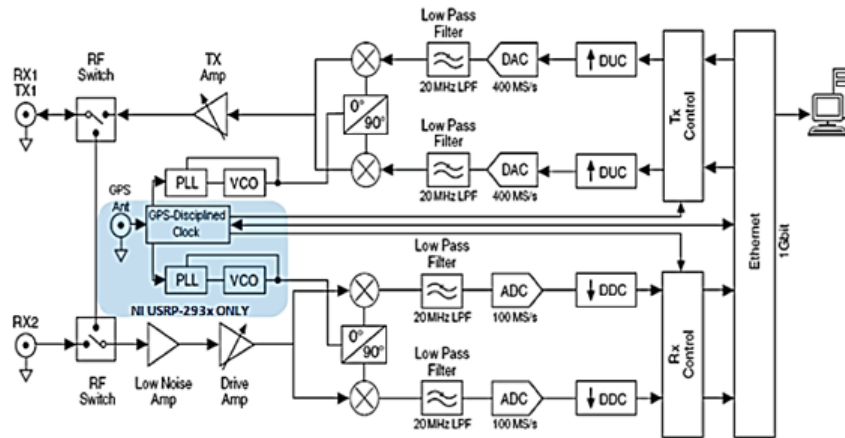 RX1
TX1
RF
Switch
TX
Amp
0°
90°
Low Pass
Filter
20 MHz LPF
DAC
400 MS/s
DUC
Low Pass
Filter
20 MHz LPF
DAC
400 MS/s
DUC
Tx
Control
Ethernet
1Gbit
PLL
VCO
GPS
Ant
GPS-Disciplined
Clock
PLL
VCO
NI USRP-293x ONLY
RX2
RF
Switch
Low Noise
Amp
Drive
Amp
0°
90°
Low Pass
Filter
20 MHz LPF
ADC
100 MS/s
DDC
Low Pass
Filter
20 MHz LPF
ADC
100 MS/s
DDC
Rx
Control